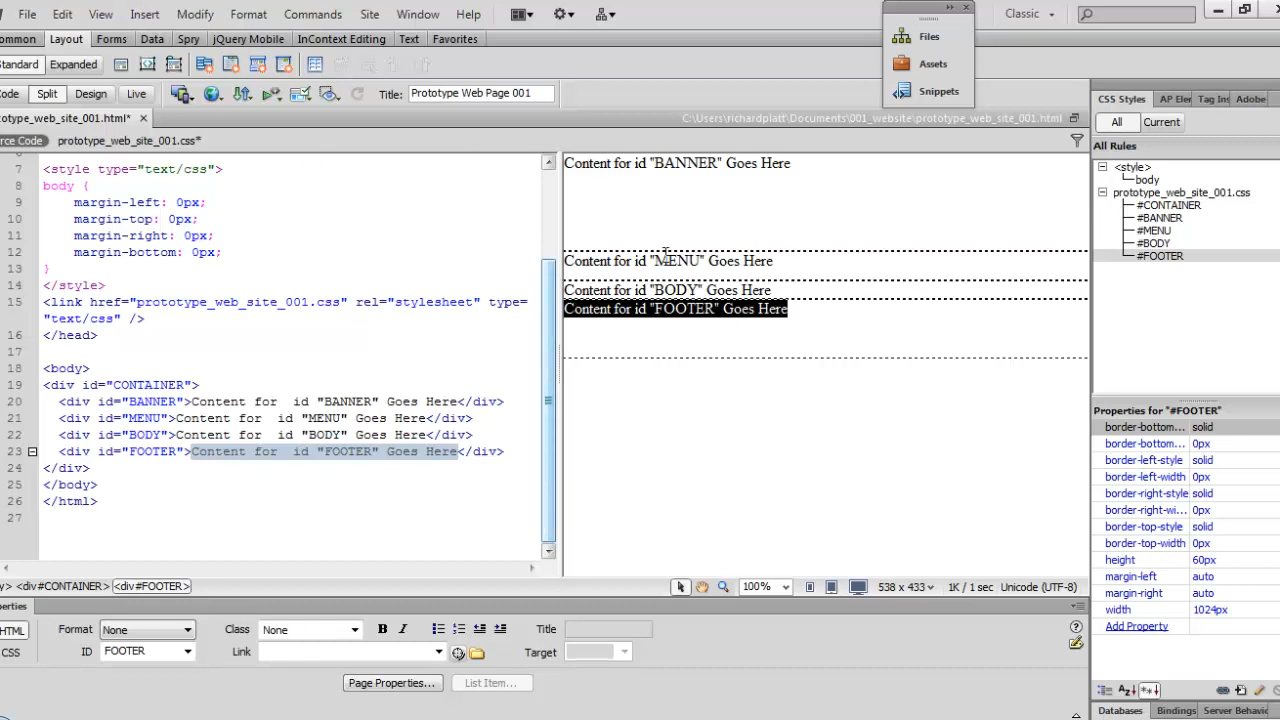 File Edit View Insert Modify Format Commands Site Window Help Classic
ommon Layout Forms Data Spry jQuery Mobile InContext Editing Text Favorites
Standard Expanded
Files
Assets
Snippets
ode Split Design Live Title: Prototype Web Page 001
totype_web_site_001.html* C:\Users\richardplatt\Documents\001_website\prototype_web_site_001.html
urce Code prototype_web_site_001.css*
7 <style type="text/css">
8 body {
9 margin-left: 0px;
10 margin-top: 0px;
11 margin-right: 0px;
12 margin-bottom: 0px;
13 }
14 </style>
15 <link href="prototype_web_site_001.css" rel="stylesheet" type=
"text/css" />
16 </head>
17
18 <body>
19 <div id="CONTAINER">
20 <div id="BANNER">Content for  id "BANNER" Goes Here</div>
21 <div id="MENU">Content for  id "MENU" Goes Here</div>
22 <div id="BODY">Content for  id "BODY" Goes Here</div>
23 <div id="FOOTER">Content for  id "FOOTER" Goes Here</div>
24 </div>
25 </body>
26 </html>
27
Content for id "BANNER" Goes Here
Content for id "MENU" Goes Here
Content for id "BODY" Goes Here
Content for id "FOOTER" Goes Here
CSS Styles AP Eler Tag Ins Adobe
All Current
All Rules
<style>
body
prototype_web_site_001.css
#CONTAINER
#BANNER
#MENU
#BODY
#FOOTER
Properties for "#FOOTER"
border-bottom... solid
border-bottom... 0px
border-left-style solid
border-left-width 0px
border-right-style solid
border-right-wi... 0px
border-top-style solid
border-top-width 0px
height 60px
margin-left auto
margin-right auto
width 1024px
Add Property
y> <div#CONTAINER> <div#FOOTER> 100% 538 x 433 1K / 1 sec Unicode (UTF-8)
operties
HTML Format None Class None B I Title
CSS ID FOOTER Link Target
Page Properties... List Item...
Databases Bindings Server Behavi